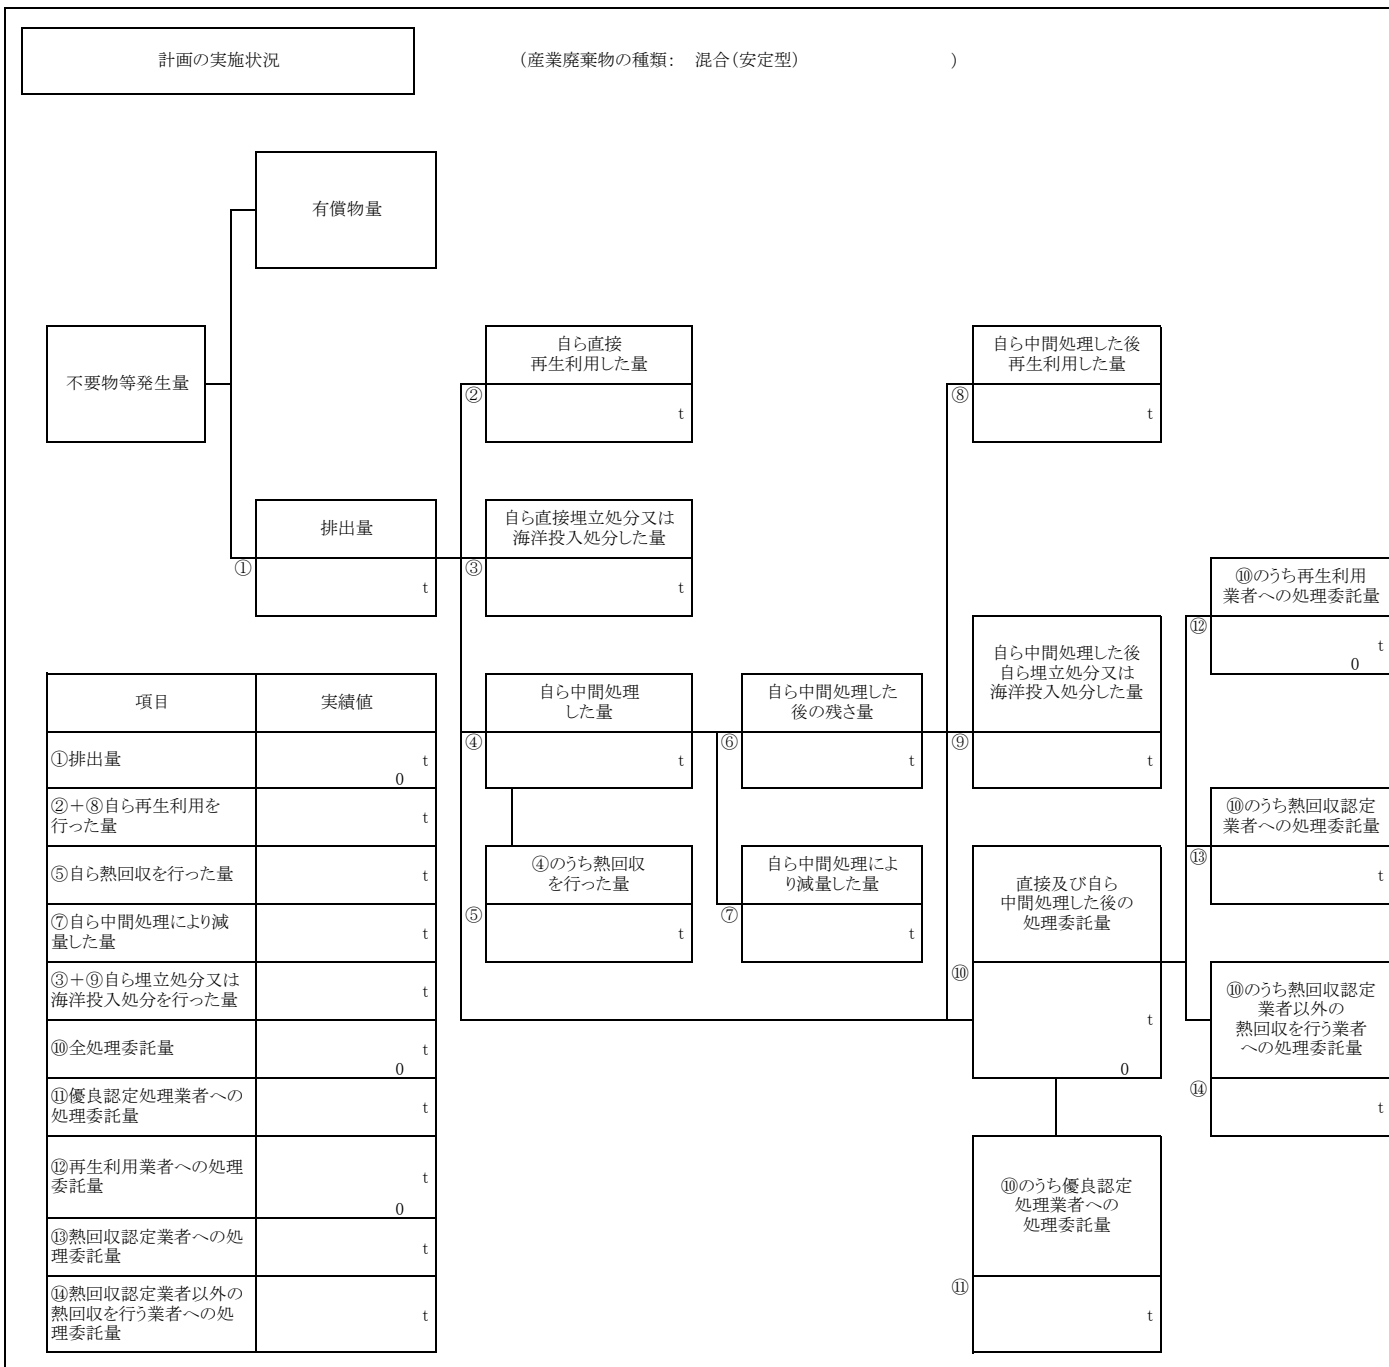 計画の実施状況
（産業廃棄物の種類：　混合（安定型）　　　　　　　　　）
有償物量
不要物等発生量
自ら直接
再生利用した量
②
t
自ら中間処理した後
再生利用した量
⑧
t
排出量
①
t
自ら直接埋立処分又は
海洋投入処分した量
③
t
⑩のうち再生利用
業者への処理委託量
⑫
t
0
自ら中間処理
した量
④
t
自ら中間処理した
後の残さ量
⑥
t
自ら中間処理した後
自ら埋立処分又は
海洋投入処分した量
⑨
t
④のうち熱回収
を行った量
⑤
t
自ら中間処理によ
り減量した量
⑦
t
直接及び自ら
中間処理した後の
処理委託量
⑩
t
0
⑩のうち熱回収認定
業者への処理委託量
⑬
t
⑩のうち熱回収認定
業者以外の
熱回収を行う業者
への処理委託量
⑭
t
⑩のうち優良認定
処理業者への
処理委託量
⑪
t
項目
実績値
①排出量
t
0
②＋⑧自ら再生利用を
行った量
t
⑤自ら熱回収を行った量
t
⑦自ら中間処理により減
量した量
t
③＋⑨自ら埋立処分又は
海洋投入処分を行った量
t
⑩全処理委託量
t
0
⑪優良認定処理業者への
処理委託量
t
⑫再生利用業者への処理
委託量
t
0
⑬熱回収認定業者への処
理委託量
t
⑭熱回収認定業者以外の
熱回収を行う業者への処
理委託量
t